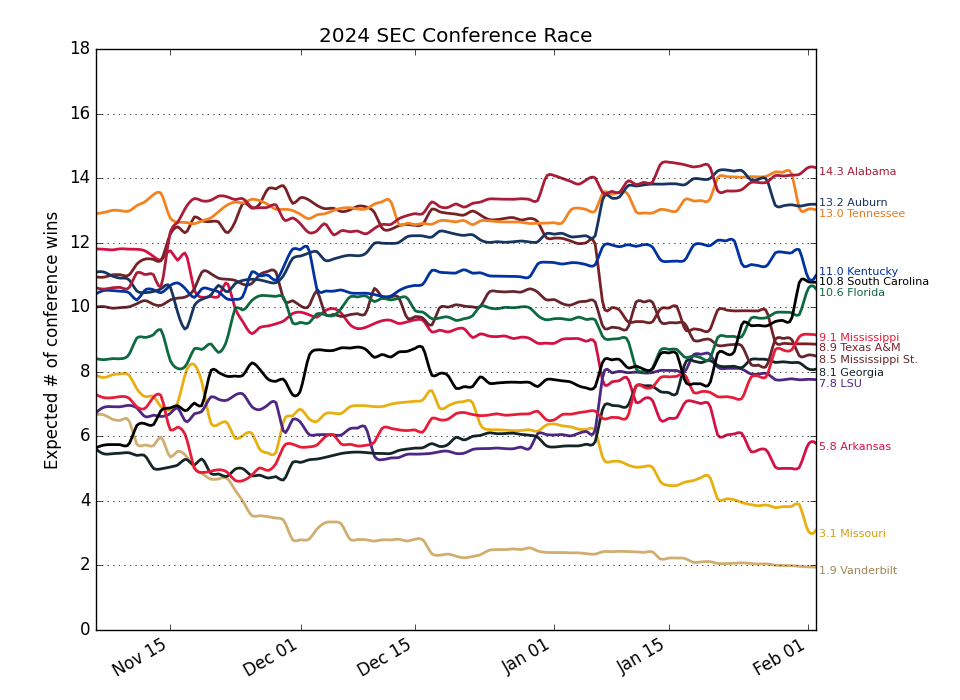 2024 SEC Conference Race
Expected # of conference wins
18
16
14
12
10
8
6
4
2
0
14.3 Alabama
13.2 Auburn
13.0 Tennessee
11.0 Kentucky
10.8 South Carolina
10.6 Florida
9.1 Mississippi
8.9 Texas A&M
8.5 Mississippi St.
8.1 Georgia
7.8 LSU
5.8 Arkansas
3.1 Missouri
1.9 Vanderbilt
Nov 15
Dec 01
Dec 15
Jan 01
Jan 15
Feb 01